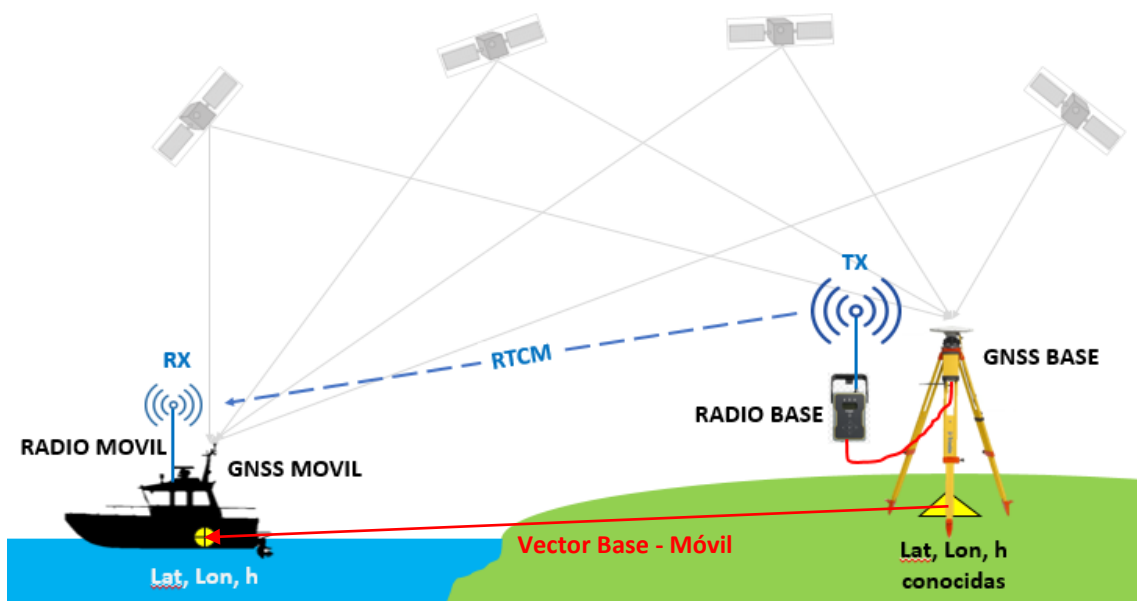 TX
RTCM
RX
GNSS BASE
RADIO BASE
RADIO MOVIL
GNSS MOVIL
Vector Base - Móvil
Lat, Lon, h
Lat, Lon, h
conocidas